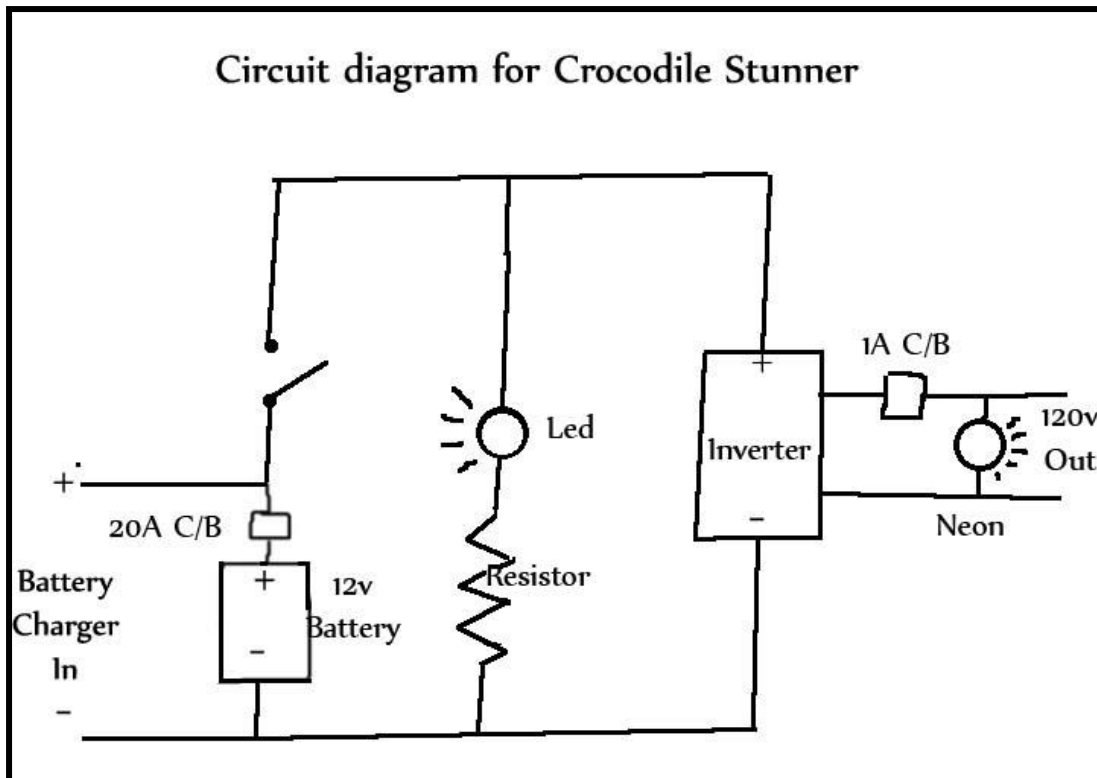 Circuit diagram for Crocodile Stunner
1A C/B
+
120v
Led
Inverter
Out
+
20A C/B
Neon
-
Resistor
+
12v
Battery
Battery
Charger
In
-
-